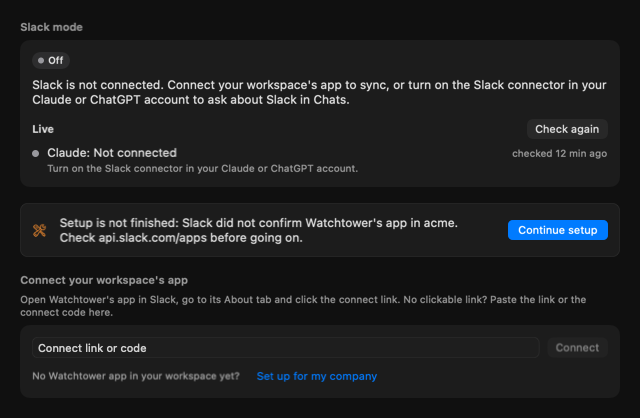 Slack mode
Off
Slack is not connected. Connect your workspace's app to sync, or turn on the Slack connector in your
Claude or ChatGPT account to ask about Slack in Chats.
Live
Check again
Claude: Not connected
checked 12 min ago
Turn on the Slack connector in your Claude or ChatGPT account.
Setup is not finished: Slack did not confirm Watchtower's app in acme.
Check api.slack.com/apps before going on.
Continue setup
Connect your workspace's app
Open Watchtower's app in Slack, go to its About tab and click the connect link. No clickable link? Paste the link or the
connect code here.
Connect link or code
Connect
No Watchtower app in your workspace yet?
Set up for my company